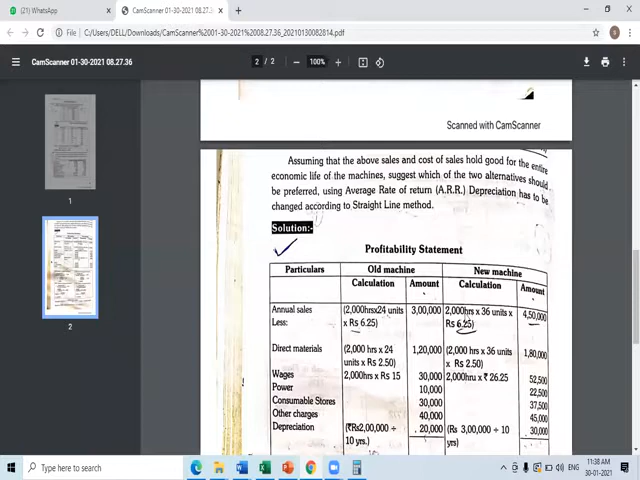 (21) WhatsApp
CamScanner 01-30-2021 08.27.36
File
C:/Users/DELL/Downloads/CamScanner%2001-30-2021%2008.27.36_20210130082814.pdf
CamScanner 01-30-2021 08.27.36
2 / 2
100%
Scanned with CamScanner
1
2
Assuming that the above sales and cost of sales hold good for the entire
economic life of the machines, suggest which of the two alternatives should
be preferred, using Average Rate of return (A.R.R.) Depreciation has to be
changed according to Straight Line method.
Solution:-
Profitability Statement
Particulars Old machine New machine
Calculation Amount Calculation Amount
Annual sales (2,000hrsx24 units 3,00,000 2,000hrs x 36 units x 4,50,000
Less: x Rs 6.25) Rs 6.25)
Direct materials (2,000 hrs x 24 1,20,000 (2,000 hrs x 36 1,80,000
units x Rs 2.50) units x Rs 2.50)
Wages 2,000hrs x Rs 15 30,000 2,000hru x ₹ 26.25 52,500
Power 10,000 22,500
Consumable Stores 30,000 37,500
Other charges 40,000 45,000
Depreciation (₹Rs2,00,000 ÷ 20,000 (Rs 3,00,000 ÷ 10 30,000
10 yrs.) yrs)
Type here to search
ENG
11:38 AM
30-01-2021